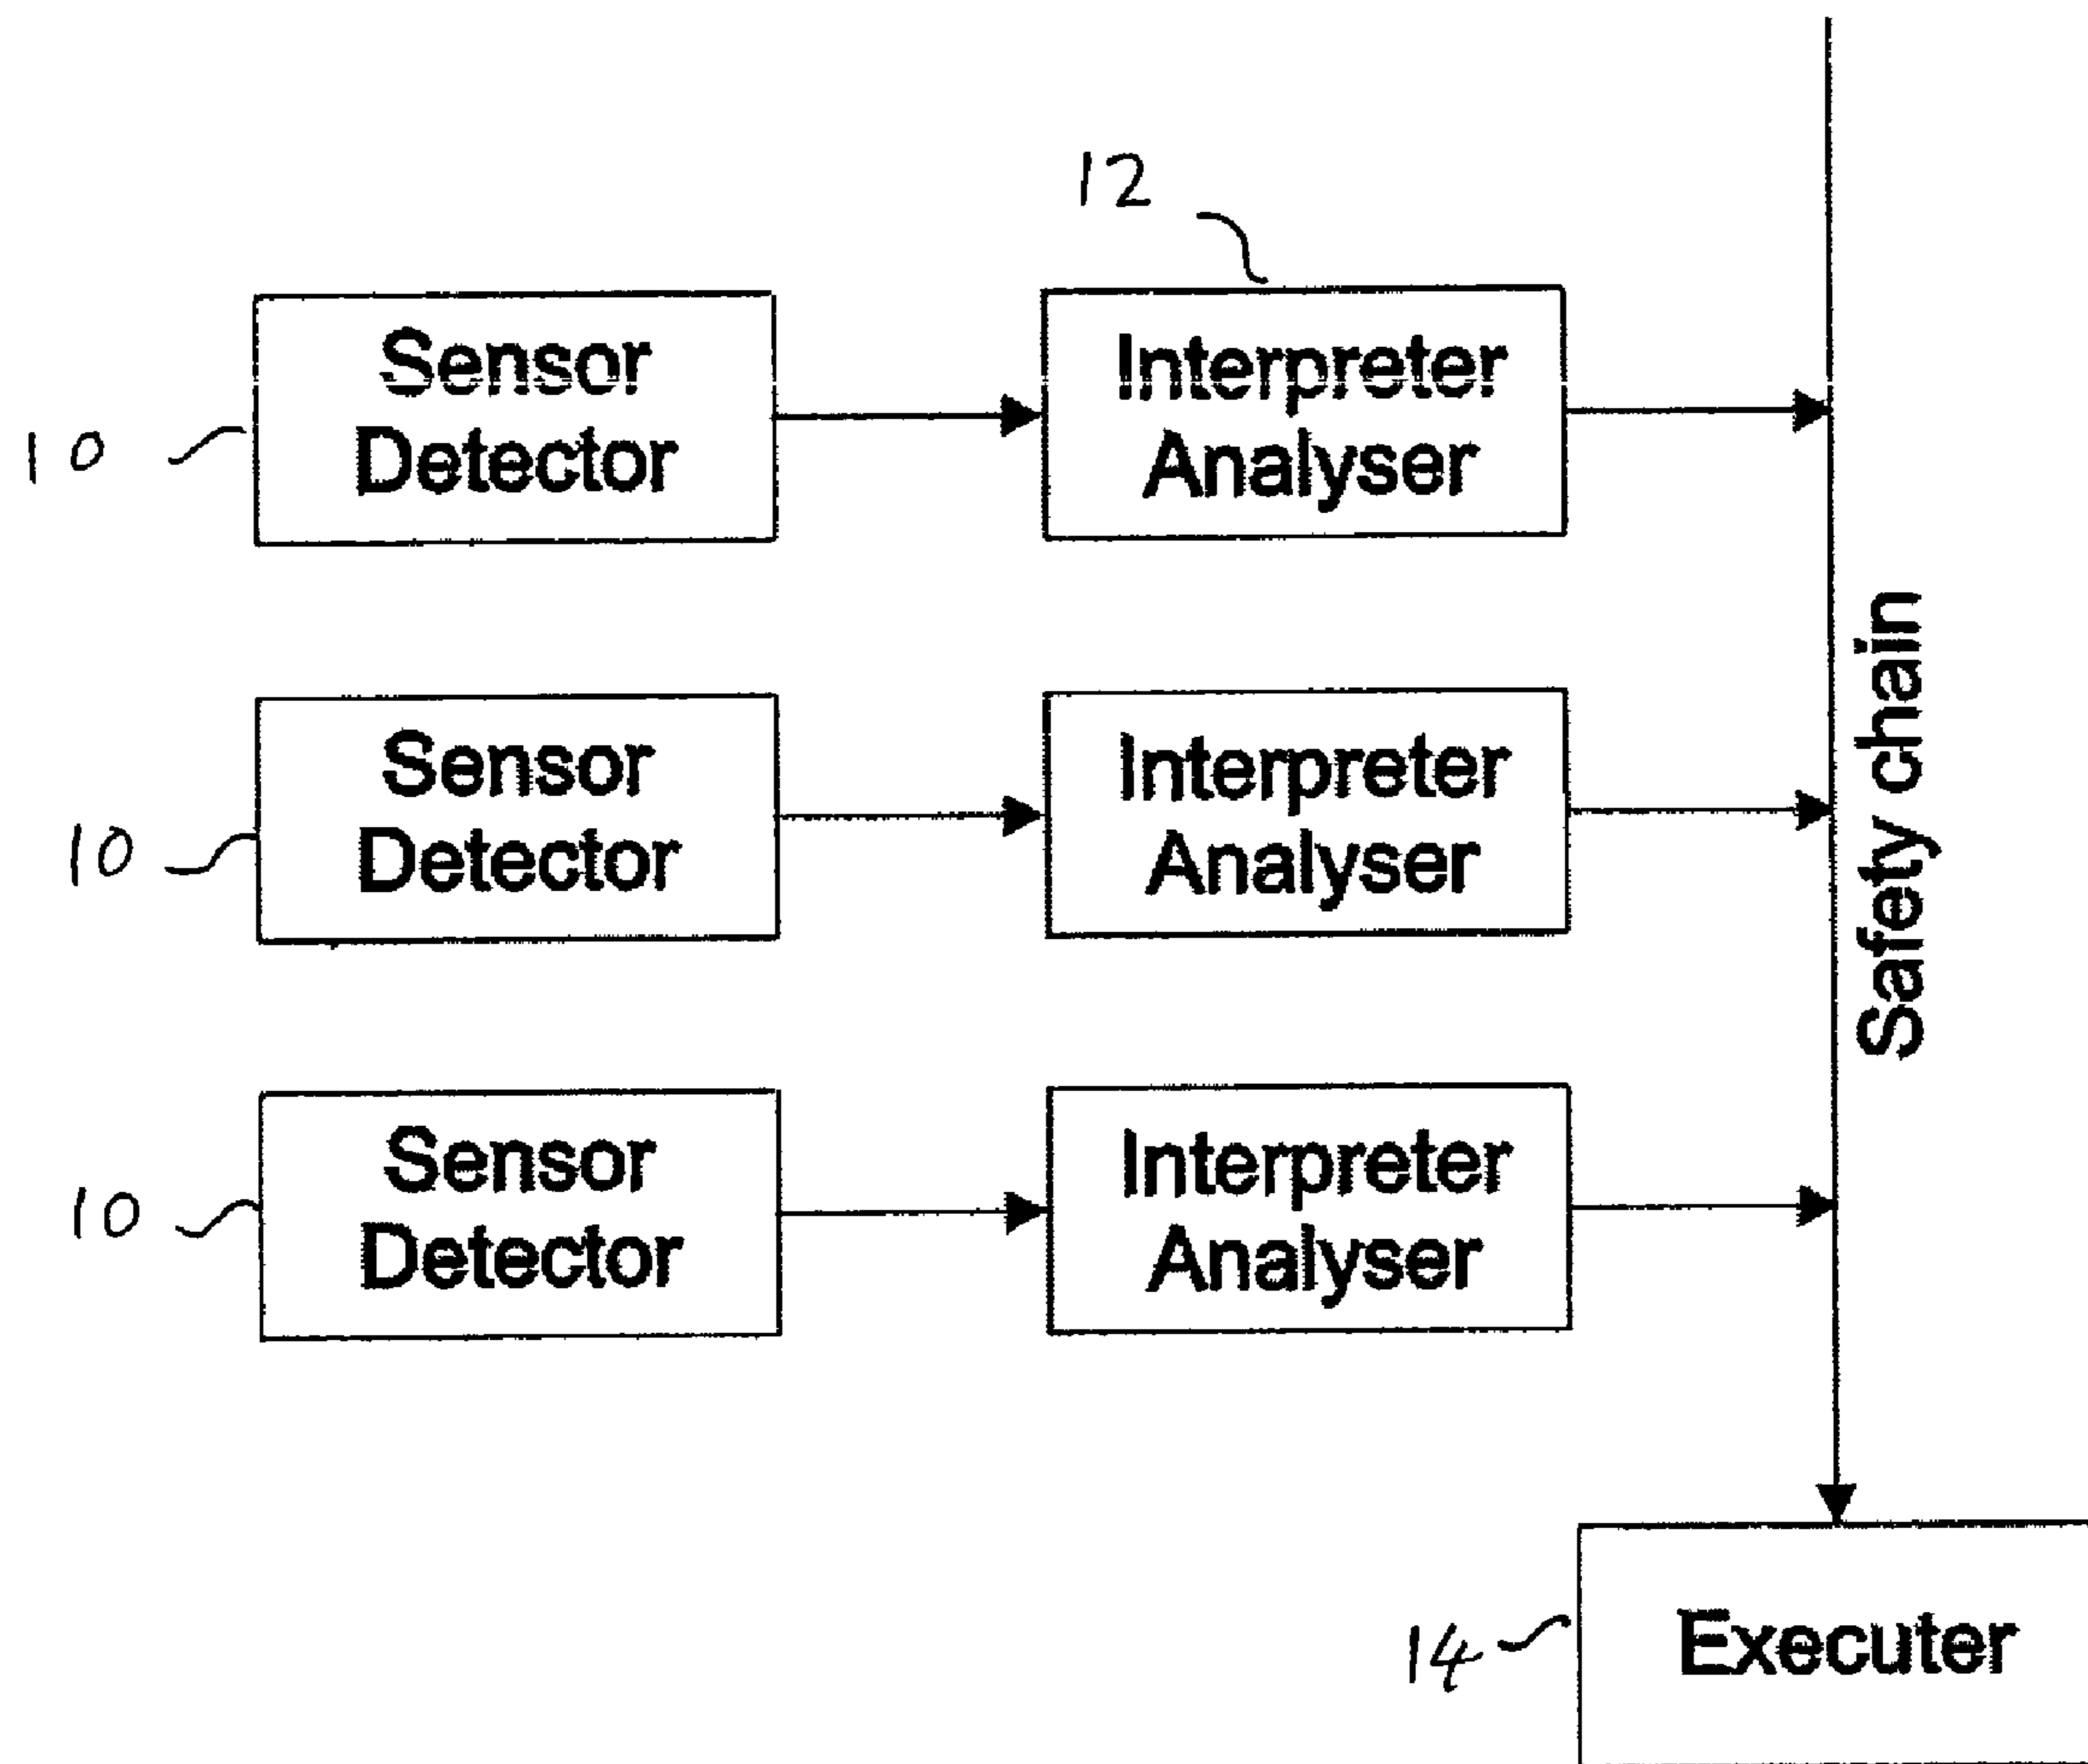 12
Sensor
Detector
Interpreter
Analyser
10
Sensor
Detector
Interpreter
Analyser
10
Safety chain
Sensor
Detector
Interpreter
Analyser
10
Executer
14